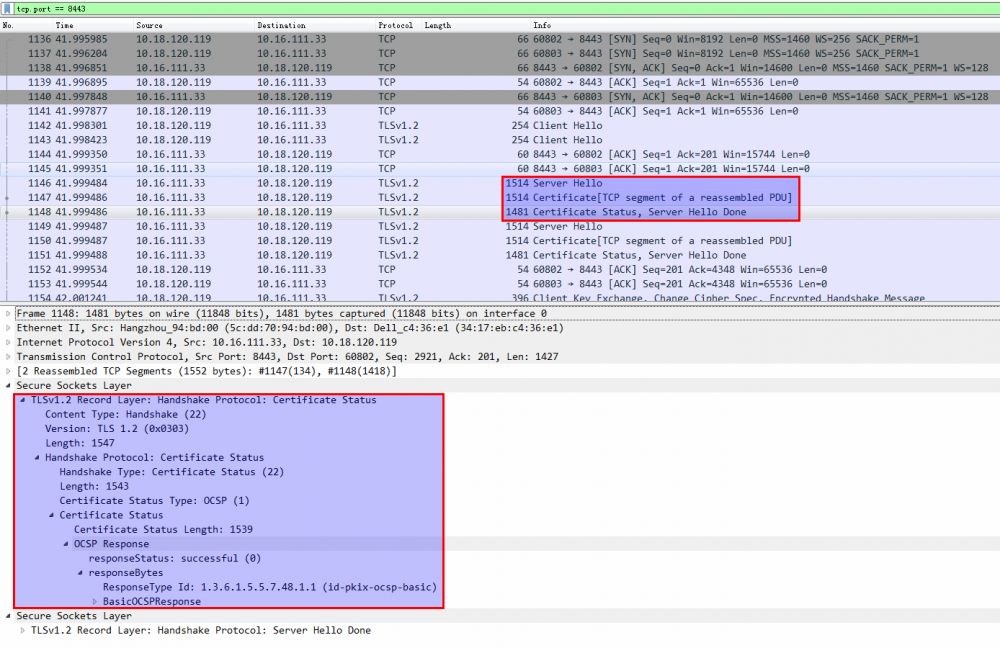 tcp.port == 8443
No. Time Source Destination Protocol Length Info
1136 41.995985 10.18.120.119 10.16.111.33 TCP 66 60802 → 8443 [SYN] Seq=0 Win=8192 Len=0 MSS=1460 WS=256 SACK_PERM=1
1137 41.996204 10.18.120.119 10.16.111.33 TCP 66 60803 → 8443 [SYN] Seq=0 Win=8192 Len=0 MSS=1460 WS=256 SACK_PERM=1
1138 41.996851 10.16.111.33 10.18.120.119 TCP 66 8443 → 60802 [SYN, ACK] Seq=0 Ack=1 Win=14600 Len=0 MSS=1460 SACK_PERM=1 WS=128
1139 41.996895 10.18.120.119 10.16.111.33 TCP 54 60802 → 8443 [ACK] Seq=1 Ack=1 Win=65536 Len=0
1140 41.997848 10.16.111.33 10.18.120.119 TCP 66 8443 → 60803 [SYN, ACK] Seq=0 Ack=1 Win=14600 Len=0 MSS=1460 SACK_PERM=1 WS=128
1141 41.997877 10.18.120.119 10.16.111.33 TCP 54 60803 → 8443 [ACK] Seq=1 Ack=1 Win=65536 Len=0
1142 41.998301 10.18.120.119 10.16.111.33 TLSv1.2 254 Client Hello
1143 41.998423 10.18.120.119 10.16.111.33 TLSv1.2 254 Client Hello
1144 41.999350 10.16.111.33 10.18.120.119 TCP 60 8443 → 60802 [ACK] Seq=1 Ack=201 Win=15744 Len=0
1145 41.999351 10.16.111.33 10.18.120.119 TCP 60 8443 → 60803 [ACK] Seq=1 Ack=201 Win=15744 Len=0
1146 41.999484 10.16.111.33 10.18.120.119 TLSv1.2 1514 Server Hello
1147 41.999486 10.16.111.33 10.18.120.119 TLSv1.2 1514 Certificate[TCP segment of a reassembled PDU]
1148 41.999486 10.16.111.33 10.18.120.119 TLSv1.2 1481 Certificate Status, Server Hello Done
1149 41.999487 10.16.111.33 10.18.120.119 TLSv1.2 1514 Server Hello
1150 41.999487 10.16.111.33 10.18.120.119 TLSv1.2 1514 Certificate[TCP segment of a reassembled PDU]
1151 41.999488 10.16.111.33 10.18.120.119 TLSv1.2 1481 Certificate Status, Server Hello Done
1152 41.999534 10.18.120.119 10.16.111.33 TCP 54 60802 → 8443 [ACK] Seq=201 Ack=4348 Win=65536 Len=0
1153 41.999544 10.18.120.119 10.16.111.33 TCP 54 60803 → 8443 [ACK] Seq=201 Ack=4348 Win=65536 Len=0
1154 42.001241 10.18.120.119 10.16.111.33 TLSv1.2 396 Client Key Exchange, Change Cipher Spec, Encrypted Handshake Message
Frame 1148: 1481 bytes on wire (11848 bits), 1481 bytes captured (11848 bits) on interface 0
Ethernet II, Src: Hangzhou_94:bd:00 (5c:dd:70:94:bd:00), Dst: Dell_c4:36:e1 (34:17:eb:c4:36:e1)
Internet Protocol Version 4, Src: 10.16.111.33, Dst: 10.18.120.119
Transmission Control Protocol, Src Port: 8443, Dst Port: 60802, Seq: 2921, Ack: 201, Len: 1427
[2 Reassembled TCP Segments (1552 bytes): #1147(134), #1148(1418)]
Secure Sockets Layer
TLSv1.2 Record Layer: Handshake Protocol: Certificate Status
Content Type: Handshake (22)
Version: TLS 1.2 (0x0303)
Length: 1547
Handshake Protocol: Certificate Status
Handshake Type: Certificate Status (22)
Length: 1543
Certificate Status Type: OCSP (1)
Certificate Status
Certificate Status Length: 1539
OCSP Response
responseStatus: successful (0)
responseBytes
ResponseType Id: 1.3.6.1.5.5.7.48.1.1 (id-pkix-ocsp-basic)
BasicOCSPResponse
Secure Sockets Layer
TLSv1.2 Record Layer: Handshake Protocol: Server Hello Done